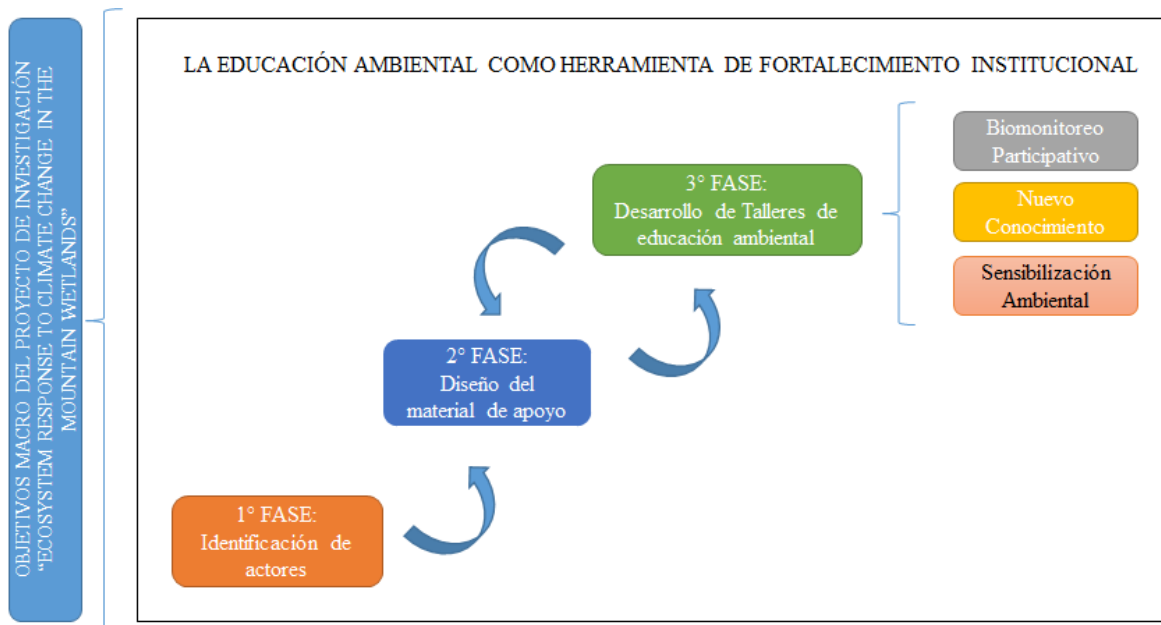 OBJETIVOS MACRO DEL PROYECTO DE INVESTIGACIÓN
“ECOSYSTEM RESPONSE TO CLIMATE CHANGE IN THE
MOUNTAIN WETLANDS”
LA EDUCACIÓN AMBIENTAL COMO HERRAMIENTA DE FORTALECIMIENTO INSTITUCIONAL
Biomonitoreo
Participativo
3° FASE:
Desarrollo de Talleres de
educación ambiental
Nuevo
Conocimiento
Sensibilización
Ambiental
2° FASE:
Diseño del
material de apoyo
1° FASE:
Identificación de
actores